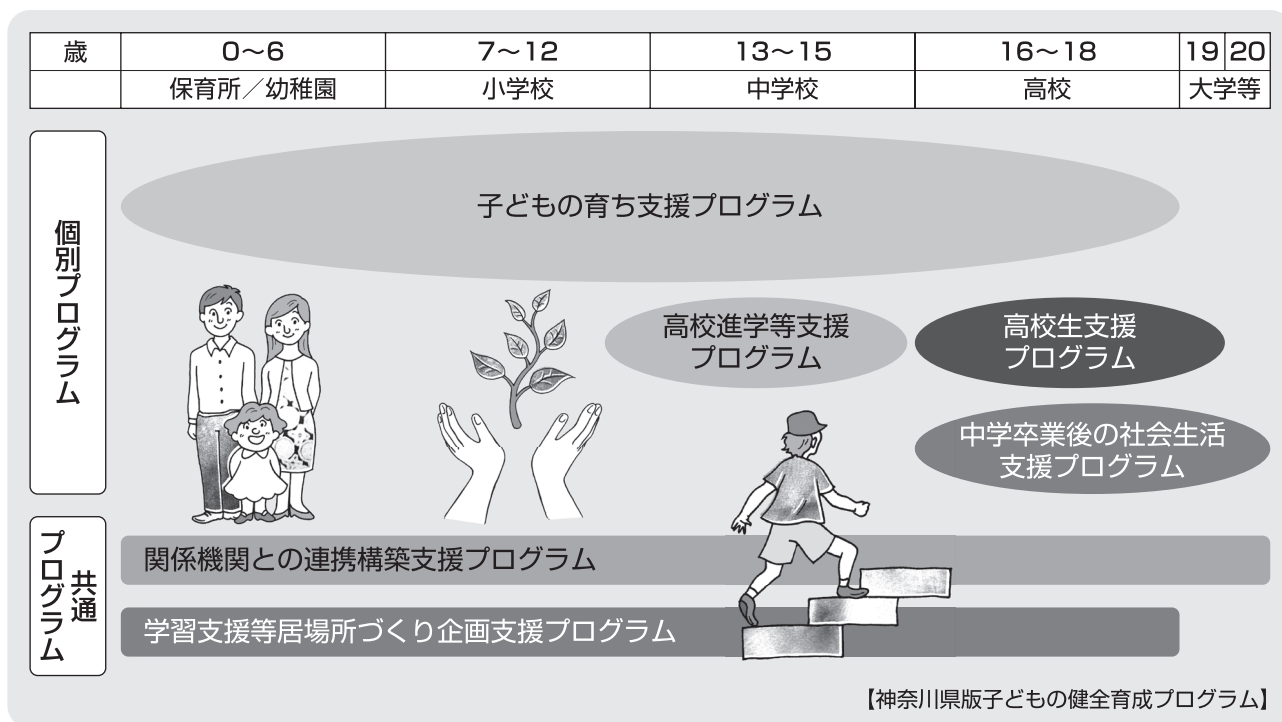 歳 0〜6 7〜12 13〜15 16〜18 19 20
保育所／幼稚園 小学校 中学校 高校 大学等
個別プログラム
子どもの育ち支援プログラム
高校進学等支援
プログラム
高校生支援
プログラム
中学卒業後の社会生活
支援プログラム
共通
プログラム
関係機関との連携構築支援プログラム
学習支援等居場所づくり企画支援プログラム
【神奈川県版子どもの健全育成プログラム】